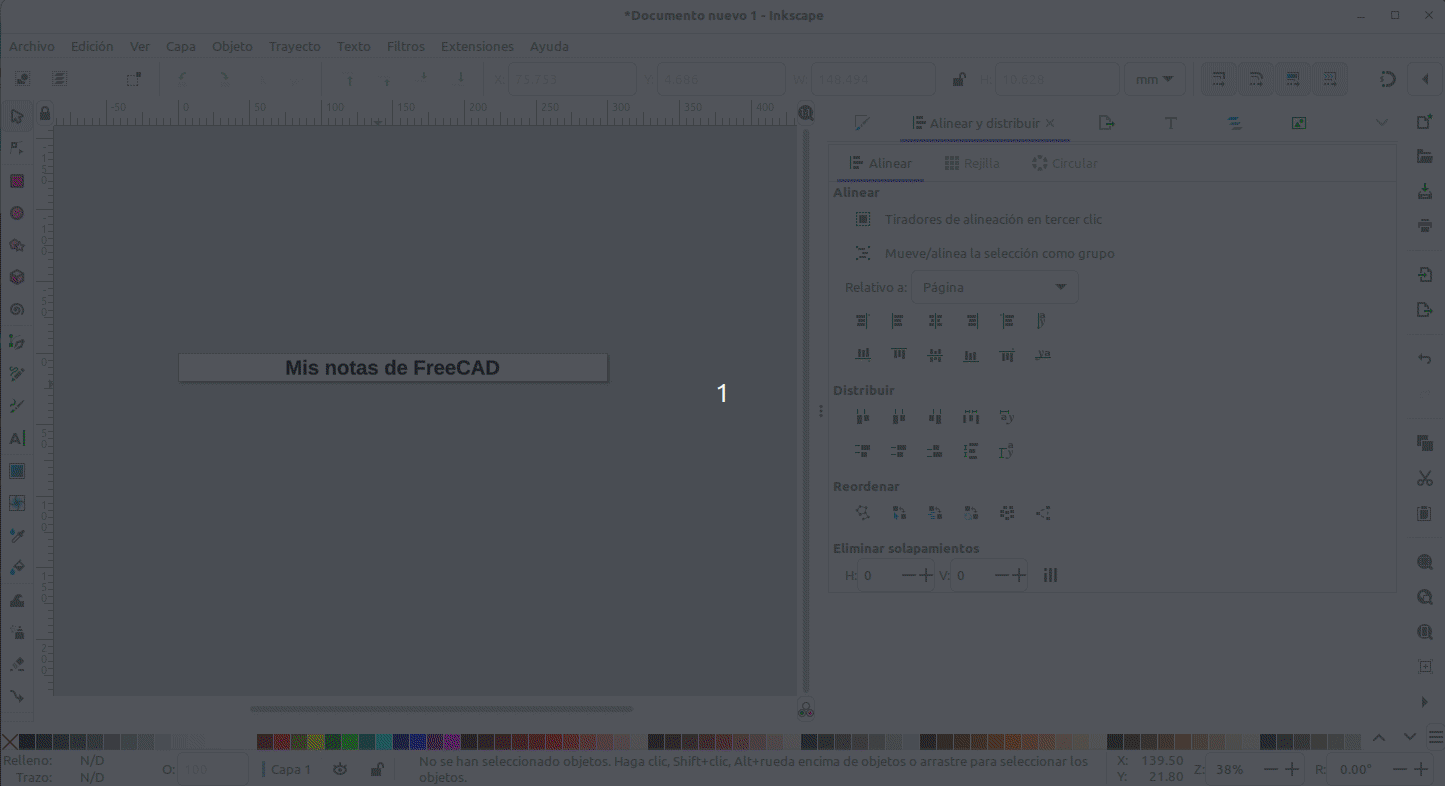 *Documento nuevo 1 - Inkscape
Archivo Edición Ver Capa Objeto Trayecto Texto Filtros Extensiones Ayuda
X: 75,753 Y: 4,686 W: 148,494 H: 10,629 mm
-50 0 50 100 150 200 250 300 350 400
Alinear y distribuir
Alinear Rejilla Circular
Alinear
Tiradores de alineación en tercer clic
Mueve/alinea la selección como grupo
Relativo a: Página
Mis notas de FreeCAD
1
Distribuir
Reordenar
Eliminar solapamientos
H: 0 V: 0
Relleno: N/D
Trazo: N/D
O: 100
Capa 1
No se han seleccionado objetos. Haga clic, Shift+clic, Alt+rueda encima de objetos o arrastre para seleccionar los
objetos.
X: 139.50
Y: 21.80
Z: 38%
R: 0.00°